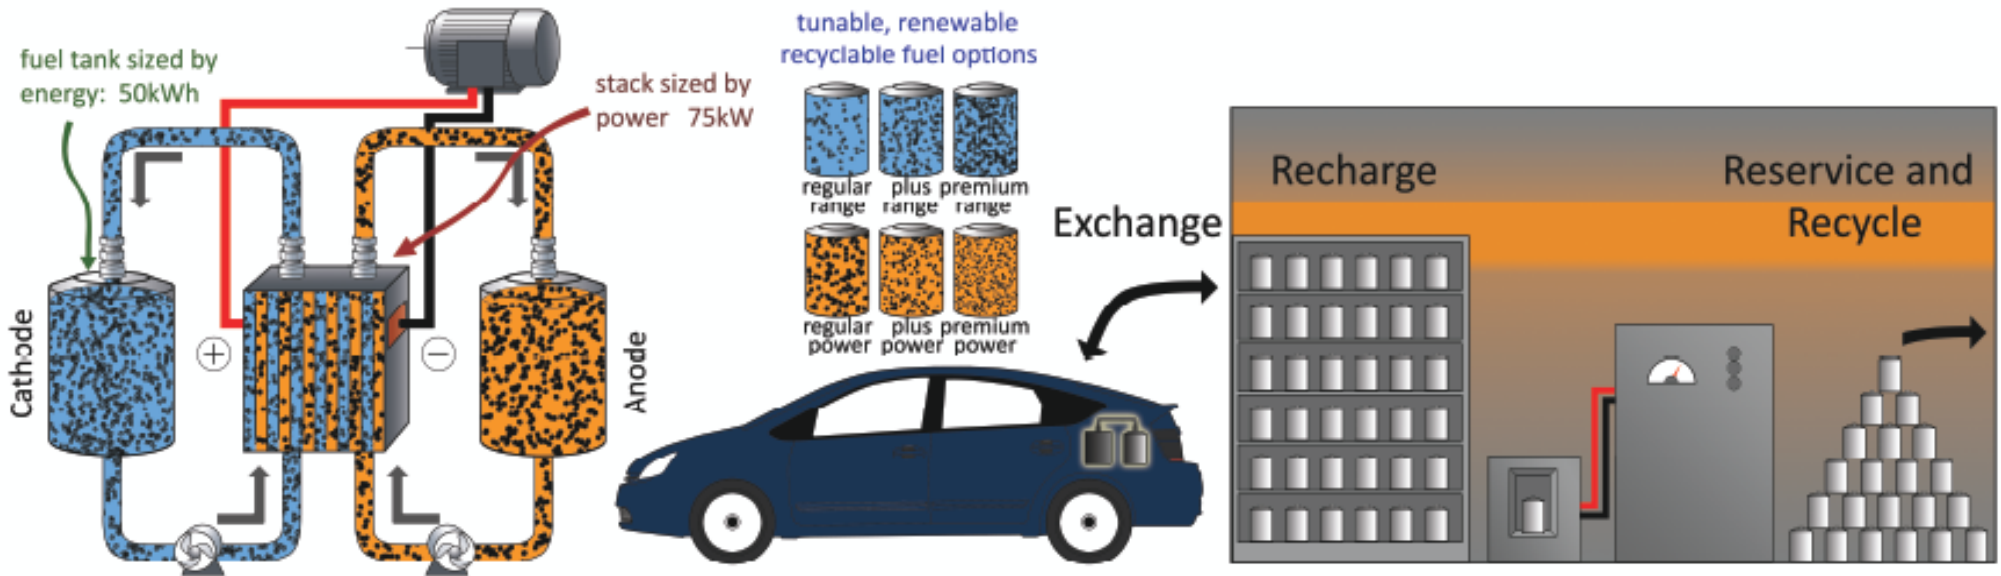 fuel tank sized by
energy: 50kWh
stack sized by
power 75kW
Cathode
+
−
Anode
tunable, renewable
recyclable fuel options
regular plus premium
range range range
regular plus premium
power power power
Exchange
Recharge
Reservice and
Recycle